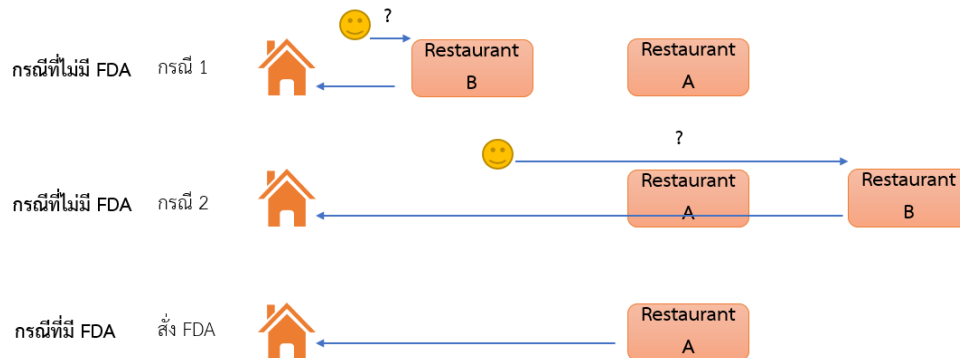 ?
กรณีที่ไม่มี FDA กรณี 1 Restaurant B Restaurant A
?
กรณีที่ไม่มี FDA กรณี 2 Restaurant A Restaurant B
กรณีที่มี FDA สั่ง FDA Restaurant A